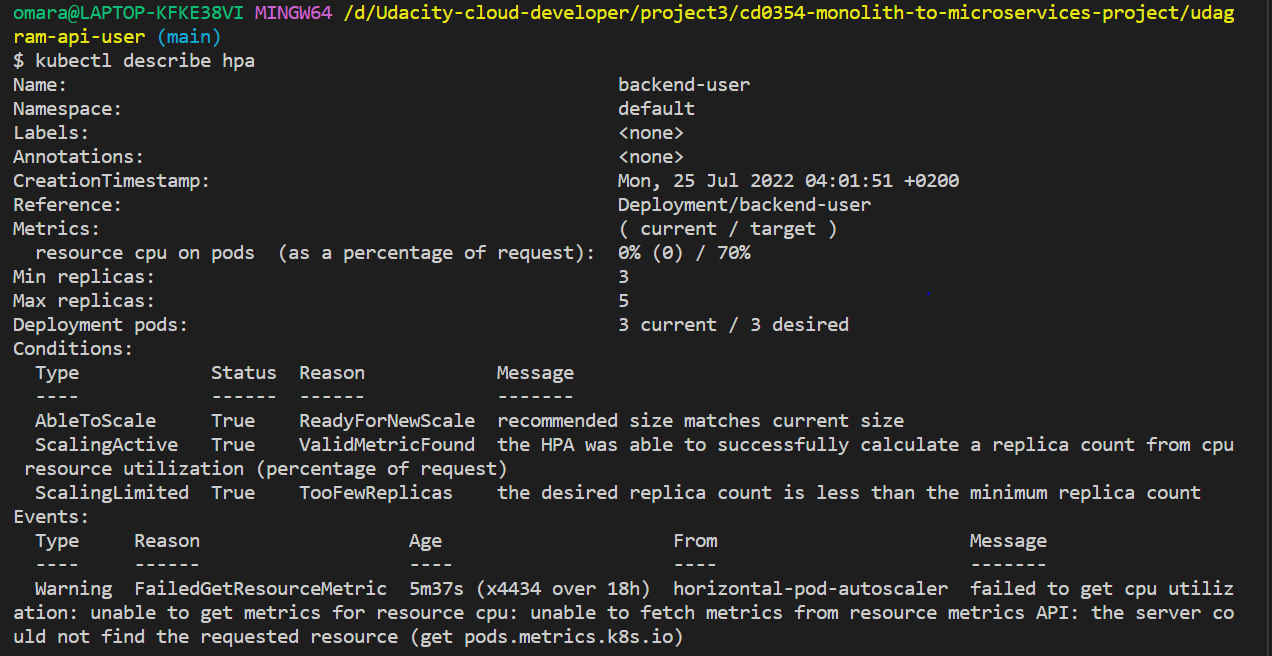 omara@LAPTOP-KFKE38VI MINGW64 /d/Udacity-cloud-developer/project3/cd0354-monolith-to-microservices-project/udag
ram-api-user (main)
$ kubectl describe hpa
Name:                                                  backend-user
Namespace:                                             default
Labels:                                                <none>
Annotations:                                           <none>
CreationTimestamp:                                     Mon, 25 Jul 2022 04:01:51 +0200
Reference:                                             Deployment/backend-user
Metrics:                                               ( current / target )
  resource cpu on pods  (as a percentage of request):  0% (0) / 70%
Min replicas:                                          3
Max replicas:                                          5
Deployment pods:                                       3 current / 3 desired
Conditions:
  Type            Status  Reason            Message
  ----            ------  ------            -------
  AbleToScale     True    ReadyForNewScale  recommended size matches current size
  ScalingActive   True    ValidMetricFound  the HPA was able to successfully calculate a replica count from cpu
 resource utilization (percentage of request)
  ScalingLimited  True    TooFewReplicas    the desired replica count is less than the minimum replica count
Events:
  Type     Reason                   Age                     From                       Message
  ----     ------                   ----                    ----                       -------
  Warning  FailedGetResourceMetric  5m37s (x4434 over 18h)  horizontal-pod-autoscaler  failed to get cpu utiliz
ation: unable to get metrics for resource cpu: unable to fetch metrics from resource metrics API: the server co
uld not find the requested resource (get pods.metrics.k8s.io)